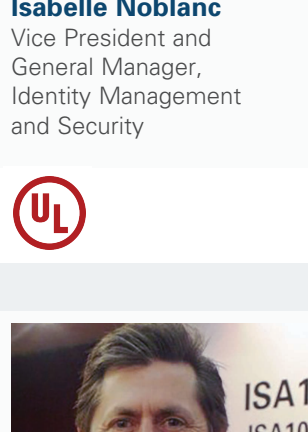 Isabelle Noblanc
Vice President and
General Manager,
Identity Management
and Security
UL
ISA1